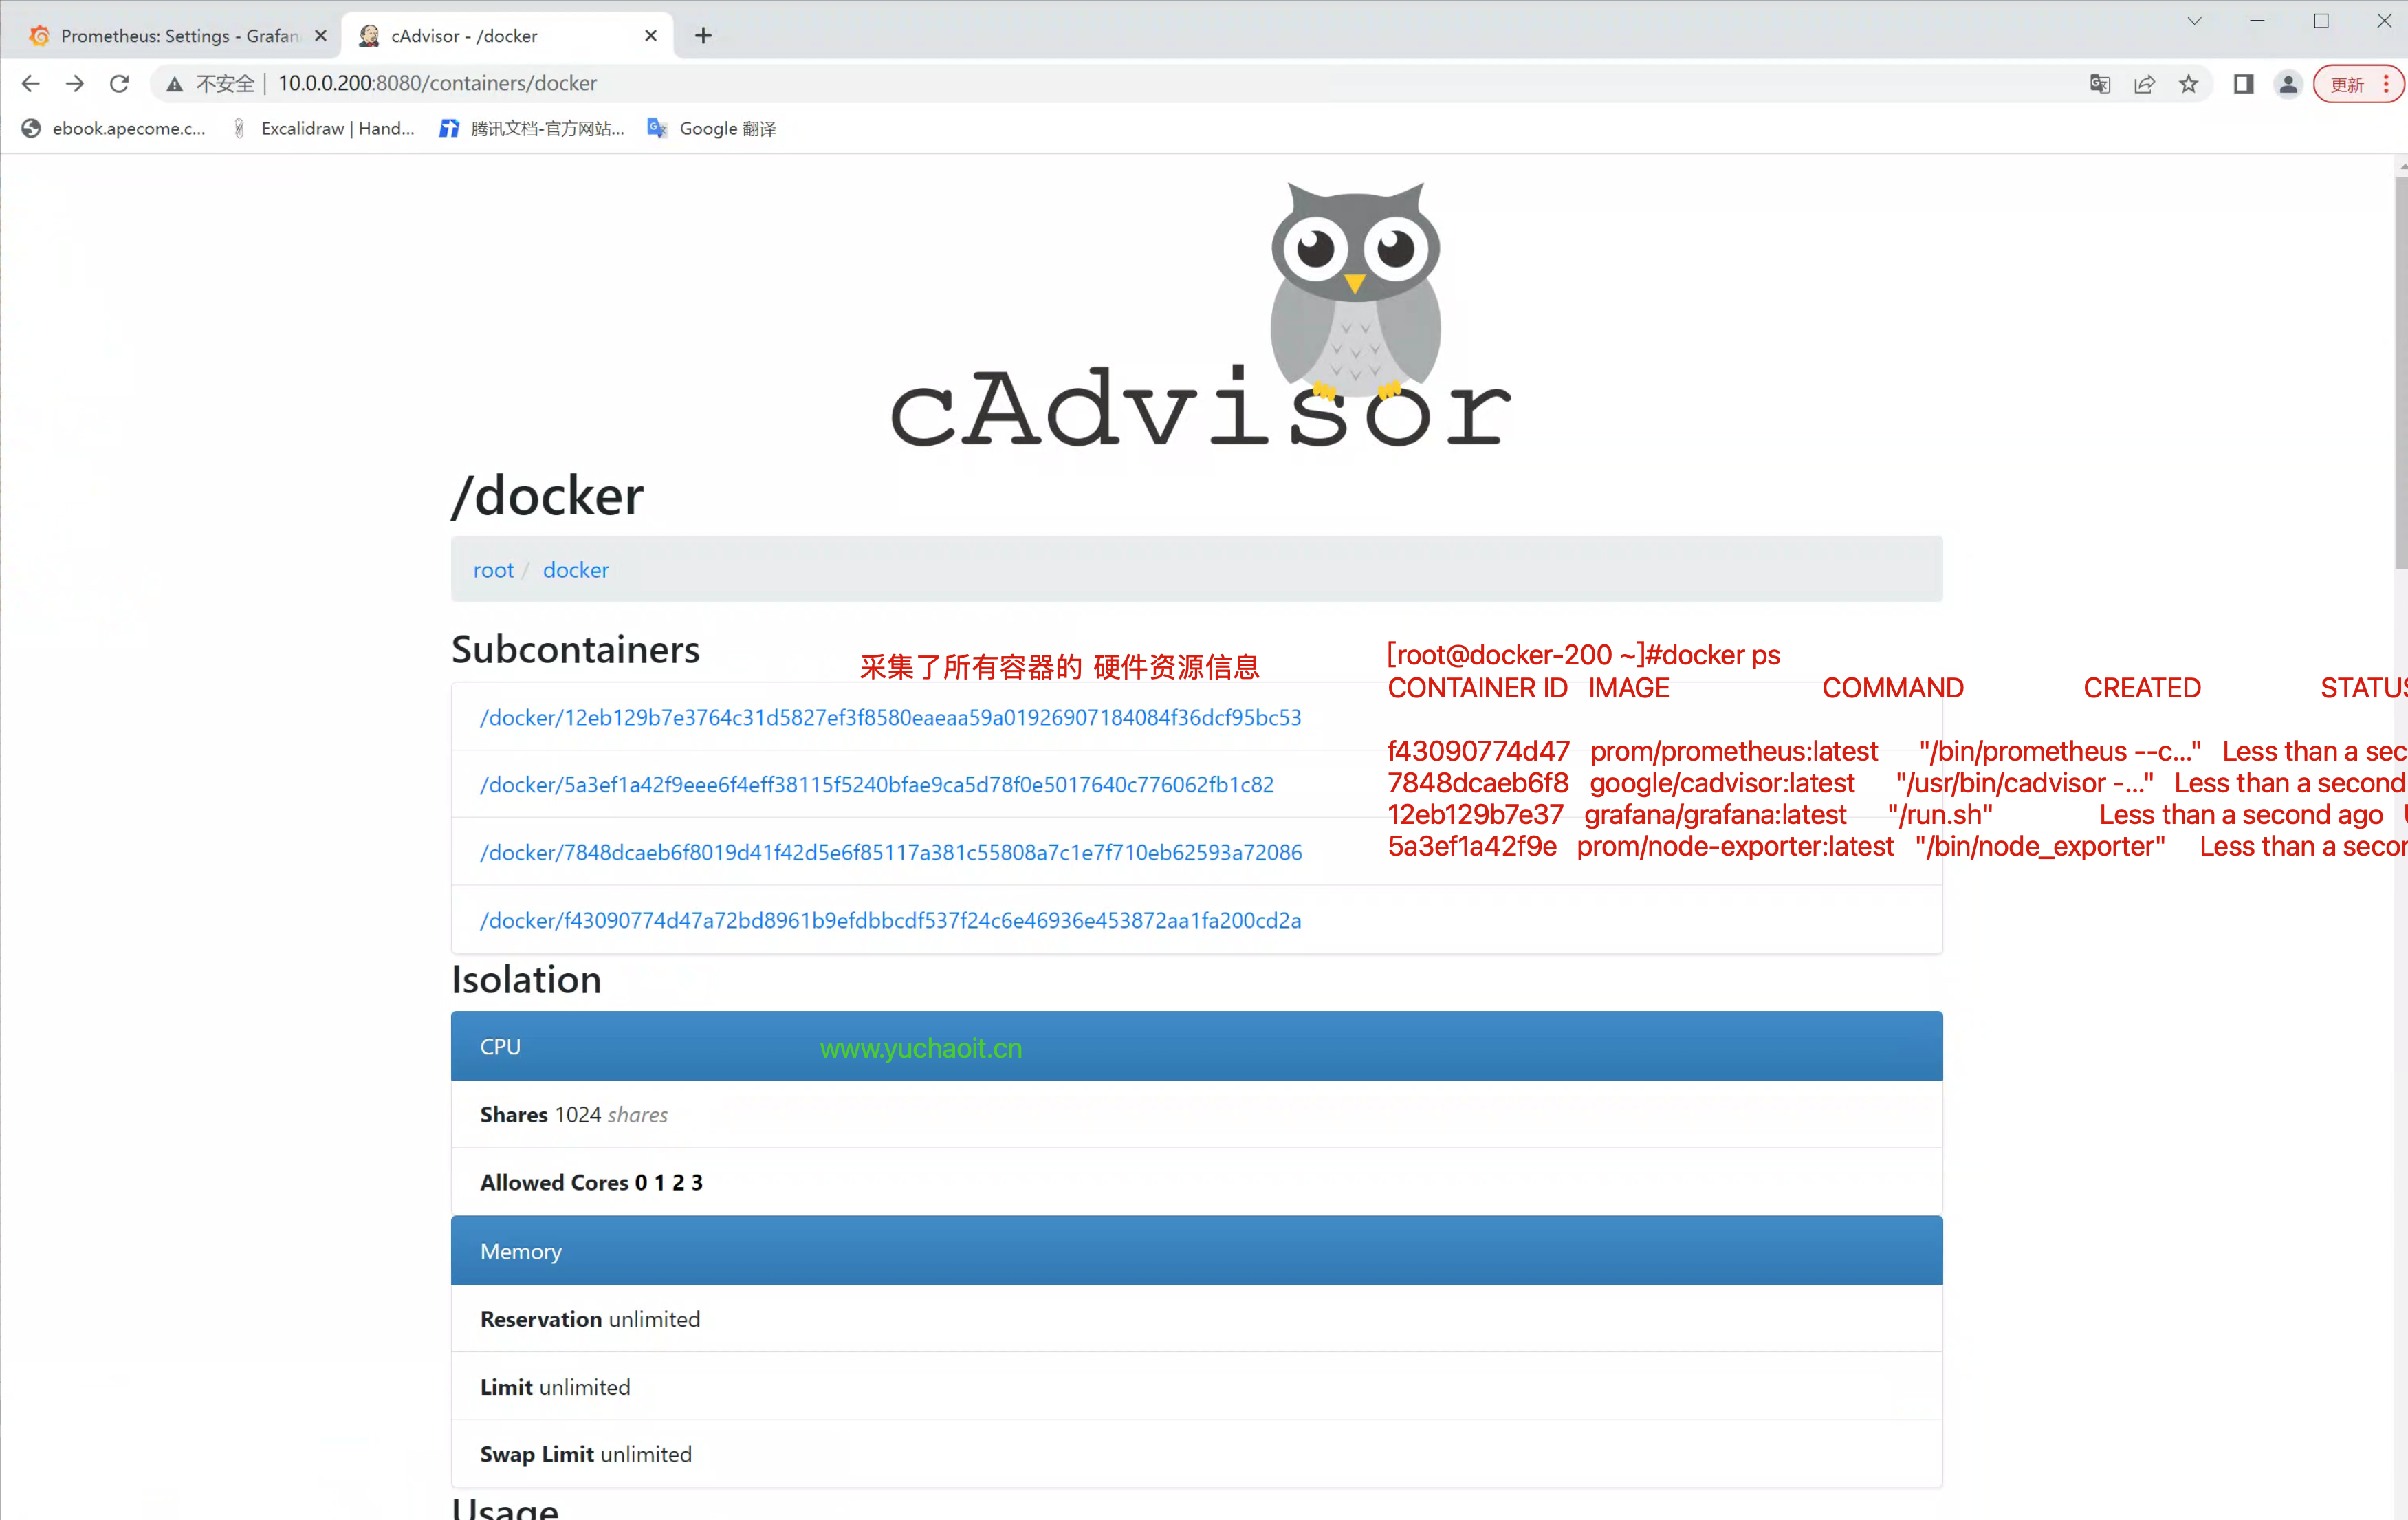 Prometheus: Settings - Grafan
cAdvisor - /docker
不安全 | 10.0.0.200:8080/containers/docker
更新
ebook.apecome.c...
Excalidraw | Hand...
腾讯文档-官方网站...
Google 翻译
cAdvisor
/docker
root / docker
Subcontainers
采集了所有容器的 硬件资源信息
/docker/12eb129b7e3764c31d5827ef3f8580eaeaa59a01926907184084f36dcf95bc53
/docker/5a3ef1a42f9eee6f4eff38115f5240bfae9ca5d78f0e5017640c776062fb1c82
/docker/7848dcaeb6f8019d41f42d5e6f85117a381c55808a7c1e7f710eb62593a72086
/docker/f43090774d47a72bd8961b9efdbbcdf537f24c6e46936e453872aa1fa200cd2a
[root@docker-200 ~]#docker ps
CONTAINER ID IMAGE COMMAND CREATED STATUS
f43090774d47 prom/prometheus:latest "/bin/prometheus --c..." Less than a sec
7848dcaeb6f8 google/cadvisor:latest "/usr/bin/cadvisor -..." Less than a second
12eb129b7e37 grafana/grafana:latest "/run.sh" Less than a second ago
5a3ef1a42f9e prom/node-exporter:latest "/bin/node_exporter" Less than a secon
Isolation
CPU
www.yuchaoit.cn
Shares 1024 shares
Allowed Cores 0 1 2 3
Memory
Reservation unlimited
Limit unlimited
Swap Limit unlimited
Usage